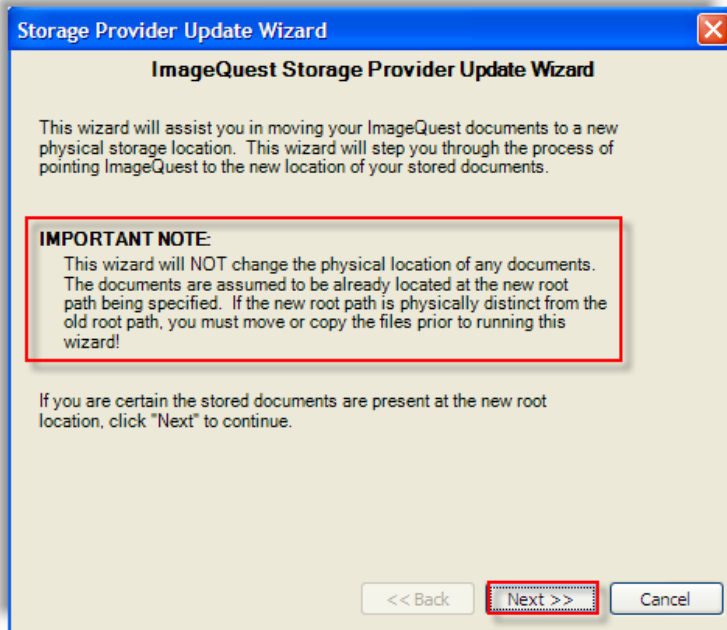 Storage Provider Update Wizard
ImageQuest Storage Provider Update Wizard
This wizard will assist you in moving your ImageQuest documents to a new
physical storage location. This wizard will step you through the process of
pointing ImageQuest to the new location of your stored documents.
IMPORTANT NOTE:
This wizard will NOT change the physical location of any documents.
The documents are assumed to be already located at the new root
path being specified. If the new root path is physically distinct from the
old root path, you must move or copy the files prior to running this
wizard!
If you are certain the stored documents are present at the new root
location, click "Next" to continue.
<< Back
Next >>
Cancel